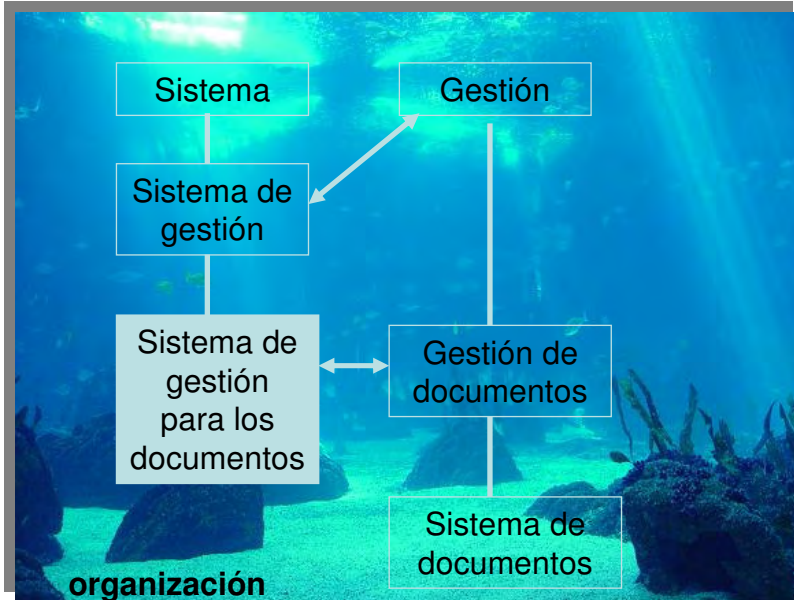 Sistema
Gestión
Sistema de
gestión
Sistema de
gestión
para los
documentos
Gestión de
documentos
Sistema de
documentos
organización